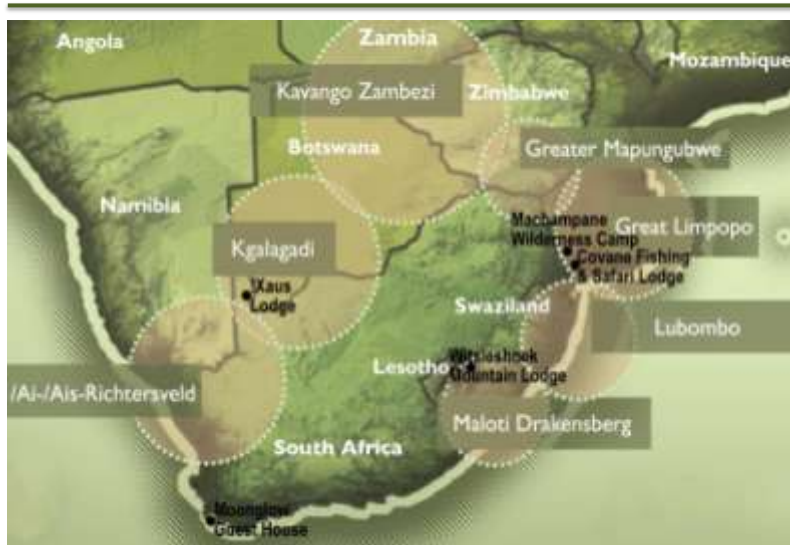 Angola
Zambia
Mozambique
Kavango Zambezi
Zimbabwe
Botswana
Greater Mapungubwe
Namibia
Machampane
Wilderness Camp
Great Limpopo
Kgalagadi
Covane Fishing
& Safari Lodge
!Xaus
Lodge
Swaziland
Lubombo
Lesotho
Witsieshoek
Mountain Lodge
/Ai-/Ais-Richtersveld
Maloti Drakensberg
South Africa
Moonglow
Guest House